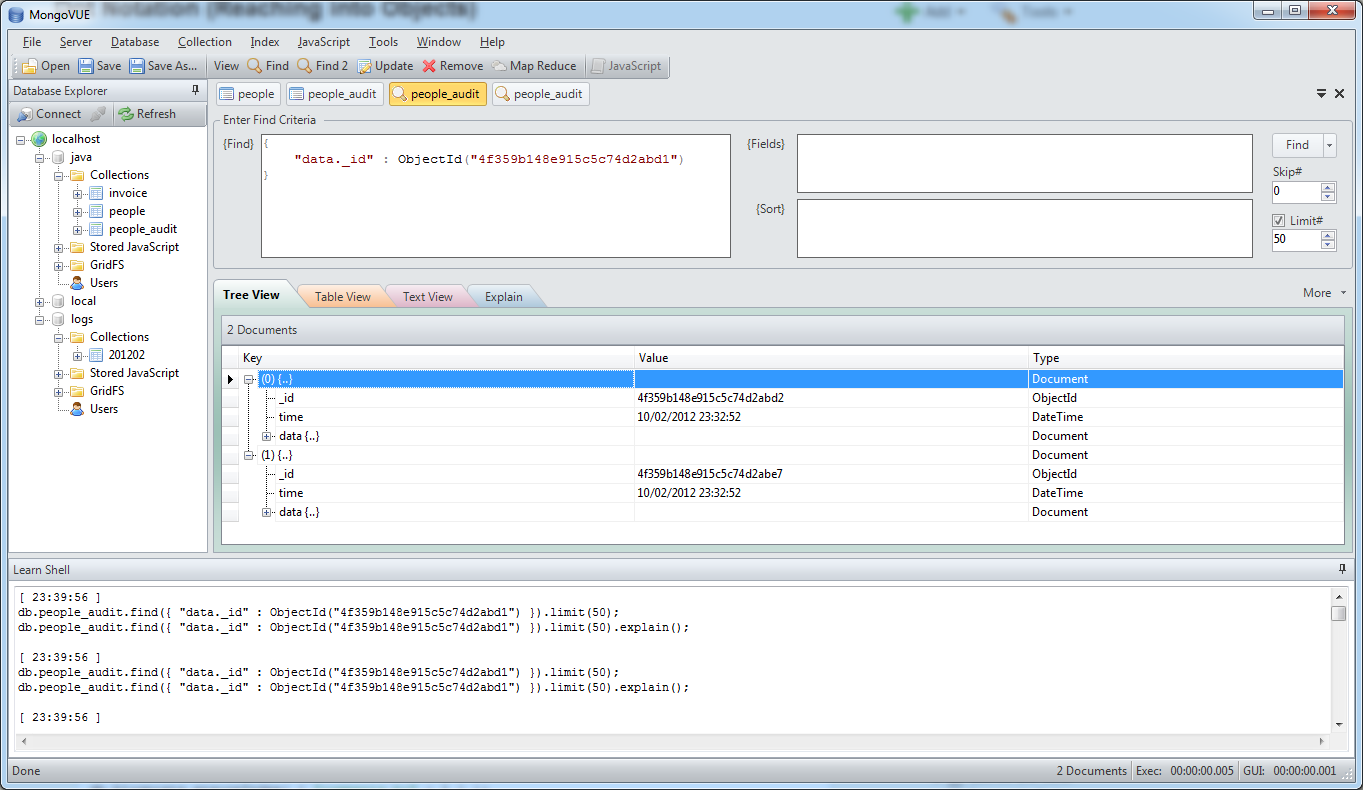 Notation (Reaching into Objects)
Add
Tools
MongoVUE
File Server Database Collection Index JavaScript Tools Window Help
Open Save Save As... View Find Find 2 Update Remove Map Reduce JavaScript
Database Explorer
people people_audit people_audit people_audit
Connect Refresh
localhost
java
Collections
invoice
people
people_audit
Stored JavaScript
GridFS
Users
local
logs
Collections
201202
Stored JavaScript
GridFS
Users
Enter Find Criteria
{Find}
{
"data._id" : ObjectId("4f359b148e915c5c74d2abd1")
}
{Fields}
{Sort}
Find
Skip#
0
Limit#
50
Tree View Table View Text View Explain More
2 Documents
Key Value Type
(0) {..} Document
_id 4f359b148e915c5c74d2abd2 ObjectId
time 10/02/2012 23:32:52 DateTime
data {..} Document
(1) {..} Document
_id 4f359b148e915c5c74d2abe7 ObjectId
time 10/02/2012 23:32:52 DateTime
data {..} Document
Learn Shell
[ 23:39:56 ]
db.people_audit.find({ "data._id" : ObjectId("4f359b148e915c5c74d2abd1") }).limit(50);
db.people_audit.find({ "data._id" : ObjectId("4f359b148e915c5c74d2abd1") }).limit(50).explain();
[ 23:39:56 ]
db.people_audit.find({ "data._id" : ObjectId("4f359b148e915c5c74d2abd1") }).limit(50);
db.people_audit.find({ "data._id" : ObjectId("4f359b148e915c5c74d2abd1") }).limit(50).explain();
[ 23:39:56 ]
Done 2 Documents Exec: 00:00:00.005 GUI: 00:00:00.001